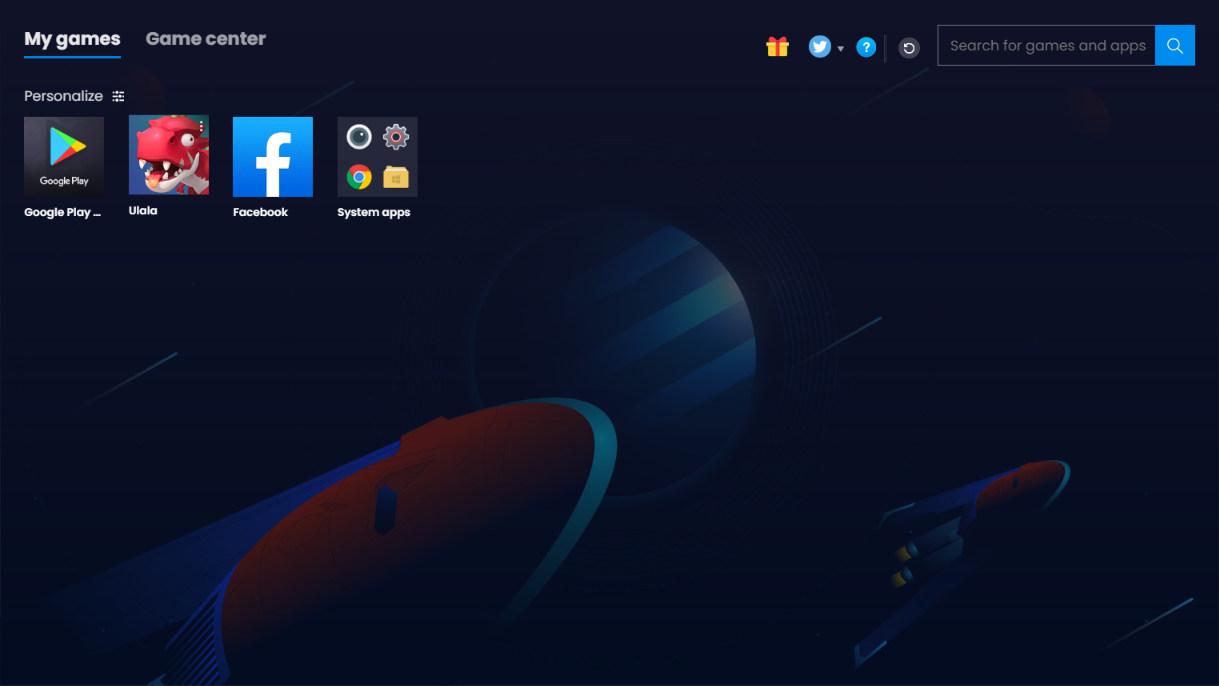 My games
Game center
Search for games and apps
Personalize
Google Play
Google Play ...
Ulala
Facebook
System apps